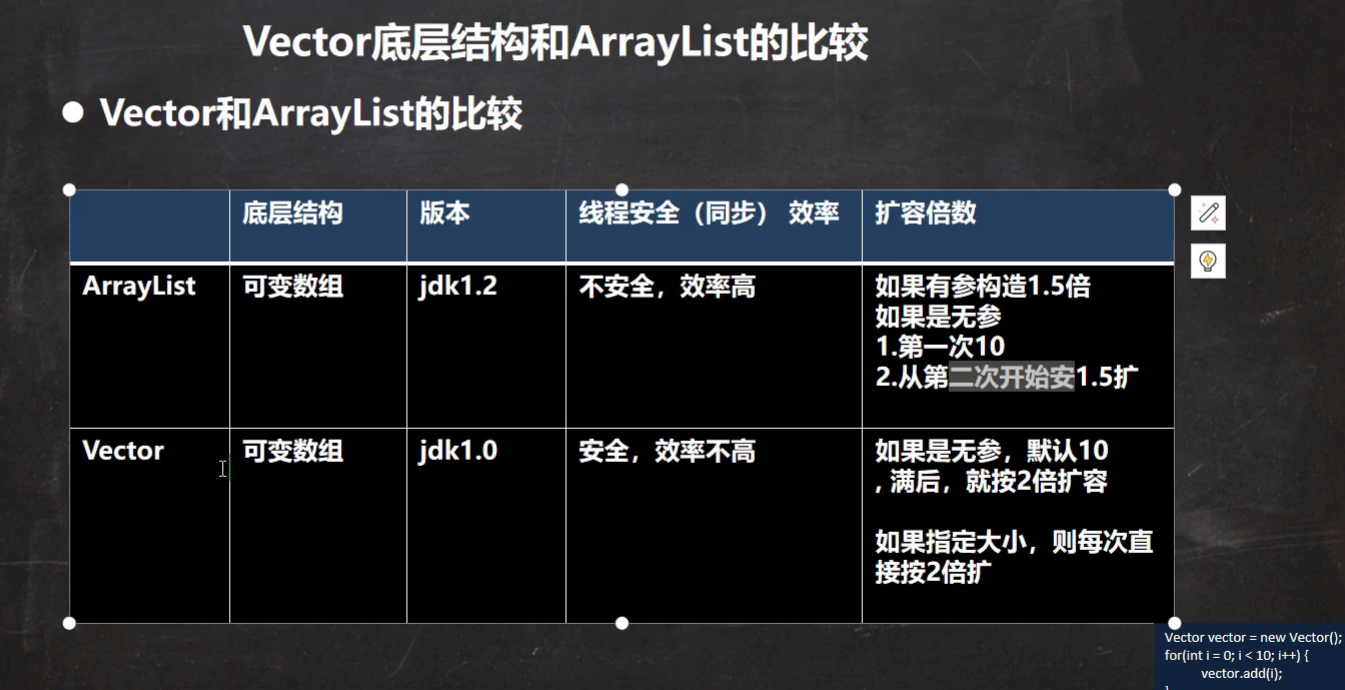 Vector底层结构和ArrayList的比较
● Vector和ArrayList的比较
底层结构 版本 线程安全（同步） 效率 扩容倍数
ArrayList 可变数组 jdk1.2 不安全，效率高 如果有参构造1.5倍
如果是无参
1.第一次10
2.从第二次开始安1.5扩
Vector 可变数组 jdk1.0 安全，效率不高 如果是无参，默认10
, 满后，就按2倍扩容
如果指定大小，则每次直
接按2倍扩
Vector vector = new Vector();
for(int i = 0; i < 10; i++) {
vector.add(i);